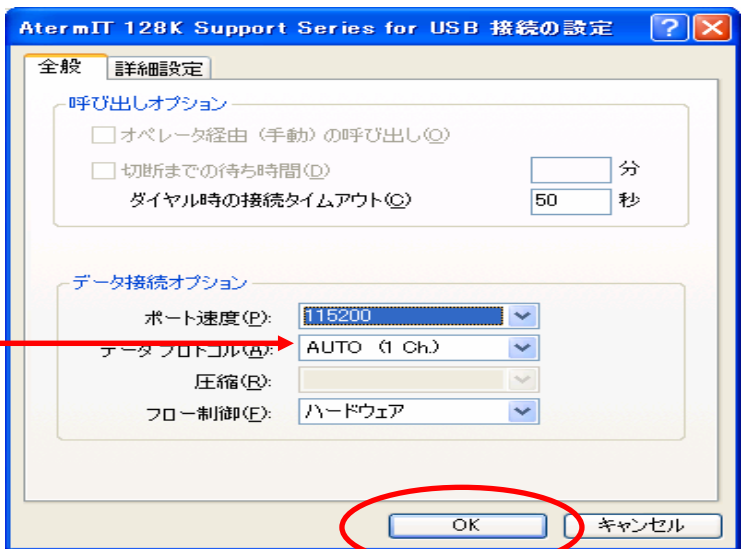 AtermIT 128K Support Series for USB 接続の設定
全般 詳細設定
呼び出しオプション
オペレータ経由（手動）の呼び出し(O)
切断までの待ち時間(D) 分
ダイヤル時の接続タイムアウト(C) 50 秒
データ接続オプション
ポート速度(P): 115200
データ プロトコル(A): AUTO (1 Ch.)
圧縮(R):
フロー制御(F): ハードウェア
OK キャンセル